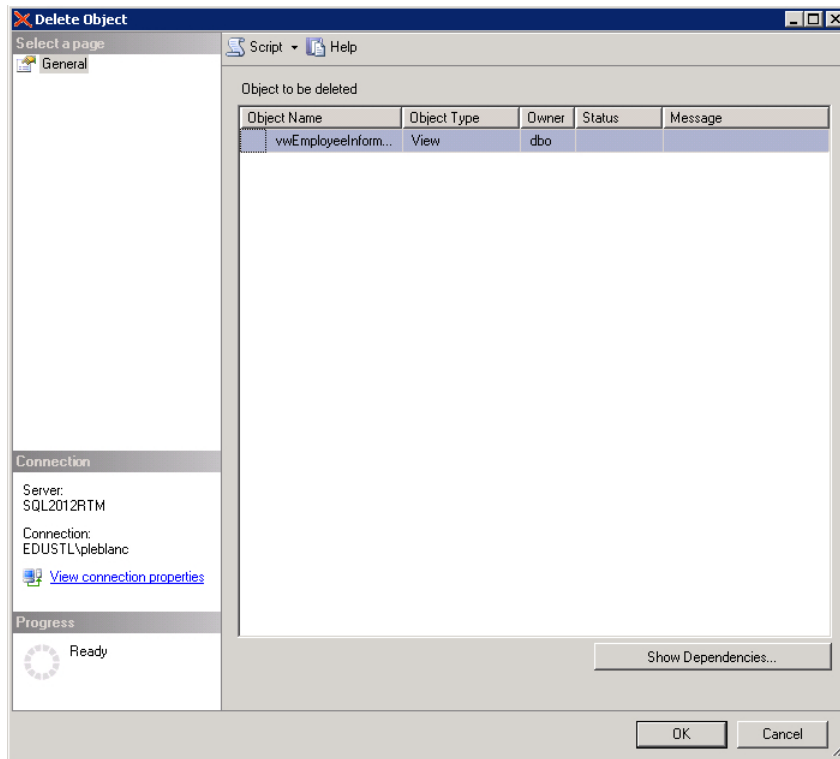 Delete Object
Select a page
General
Script Help
Object to be deleted
Object Name Object Type Owner Status Message
vwEmployeeInform... View dbo
Connection
Server:
SQL2012RTM
Connection:
EDUSTL\pleblanc
View connection properties
Progress
Ready
Show Dependencies...
OK Cancel